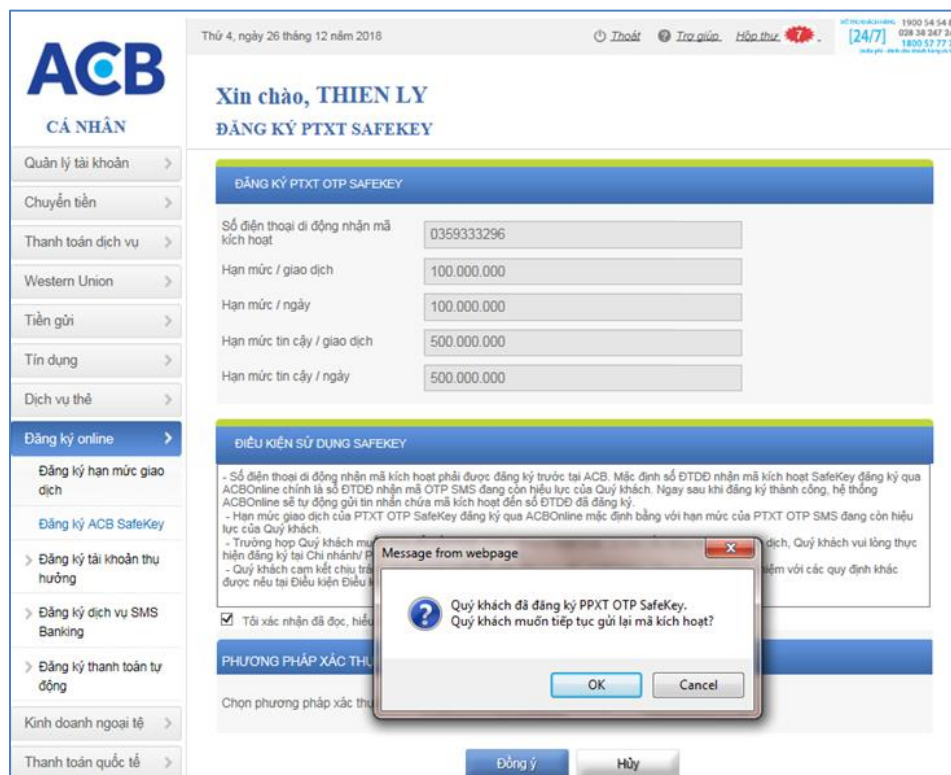 ACB
CÁ NHÂN
Thứ 4, ngày 26 tháng 12 năm 2018
Thoát
Trợ giúp
Hộp thư
7
[24/7]
1900 54 54 8
028 38 247 24
1800 57 77 7
Xin chào, THIEN LY
ĐĂNG KÝ PTXT SAFEKEY
Quản lý tài khoản
Chuyển tiền
Thanh toán dịch vụ
Western Union
Tiền gửi
Tín dụng
Dịch vụ thẻ
Đăng ký online
Đăng ký hạn mức giao
dịch
Đăng ký ACB SafeKey
Đăng ký tài khoản thụ
hưởng
Đăng ký dịch vụ SMS
Banking
Đăng ký thanh toán tự
động
Kinh doanh ngoại tệ
Thanh toán quốc tế
ĐĂNG KÝ PTXT OTP SAFEKEY
Số điện thoại di động nhận mã
kích hoạt
0359333296
Hạn mức / giao dịch
100.000.000
Hạn mức / ngày
100.000.000
Hạn mức tin cậy / giao dịch
500.000.000
Hạn mức tin cậy / ngày
500.000.000
ĐIỀU KIỆN SỬ DỤNG SAFEKEY
- Số điện thoại di động nhận mã kích hoạt phải được đăng ký trước tại ACB. Mặc định số ĐTDĐ nhận mã kích hoạt SafeKey đăng ký qua
ACBOnline chính là số ĐTDĐ nhận mã OTP SMS đang còn hiệu lực của Quý khách. Ngay sau khi đăng ký thành công, hệ thống
ACBOnline sẽ tự động gửi tin nhắn chứa mã kích hoạt đến số ĐTDĐ đã đăng ký.
- Hạn mức giao dịch của PTXT OTP SafeKey đăng ký qua ACBOnline mặc định bằng với hạn mức của PTXT OTP SMS đang còn hiệu
lực của Quý khách.
- Trường hợp Quý khách mu dịch, Quý khách vui lòng thực
hiện đăng ký tại Chi nhánh/ P
- Quý khách cam kết chịu trá iệm với các quy định khác
được nêu tại Điều kiện Điều k
Tôi xác nhận đã đọc, hiểu
PHƯƠNG PHÁP XÁC THỰ
Chọn phương pháp xác thự
Message from webpage
Quý khách đã đăng ký PPXT OTP SafeKey.
Quý khách muốn tiếp tục gửi lại mã kích hoạt?
OK
Cancel
Đồng ý
Hủy